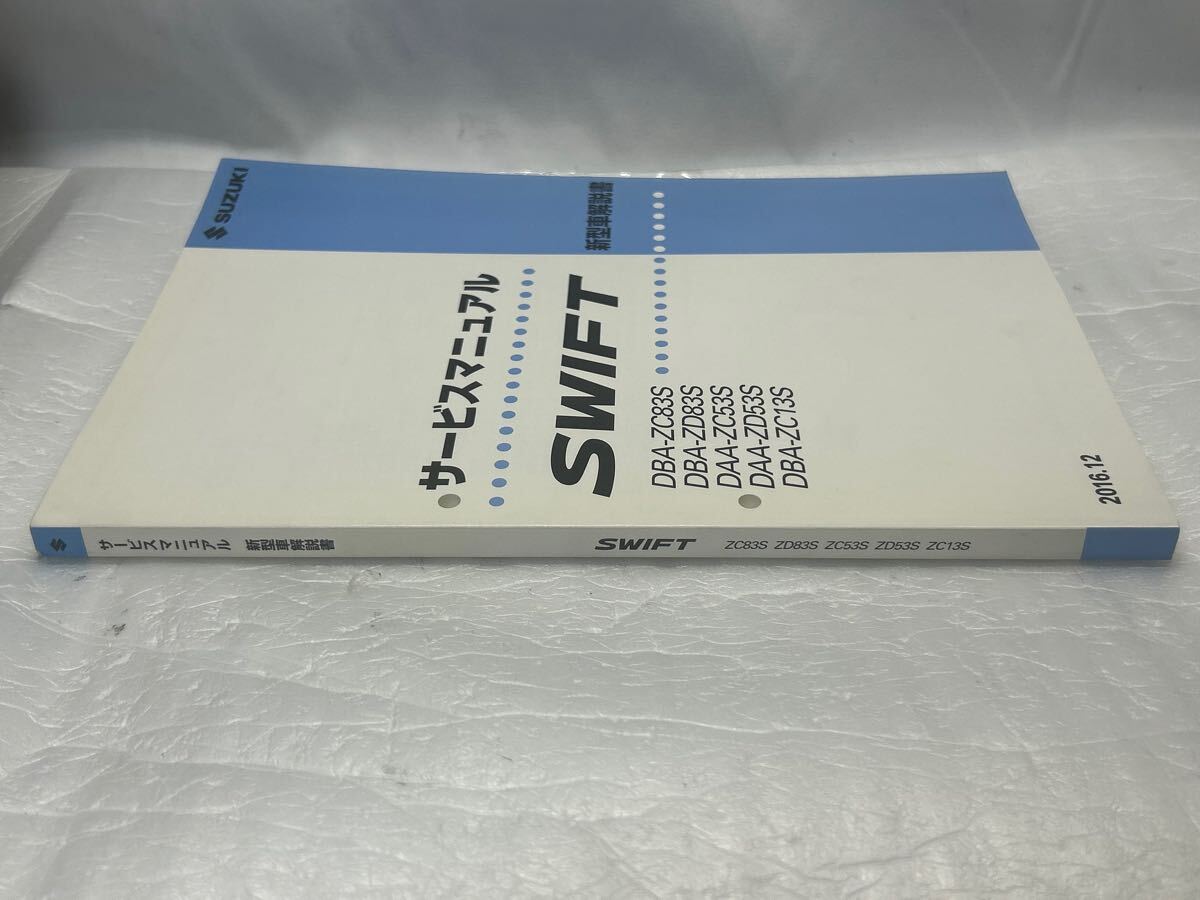 SUZUKI
新型車解説書
サービスマニュアル
SWIFT
DBA-ZC83S
DBA-ZD83S
DAA-ZC53S
DAA-ZD53S
DBA-ZC13S
2016.12
サービスマニュアル 新型車解説書 SWIFT ZC83S ZD83S ZC53S ZD53S ZC13S